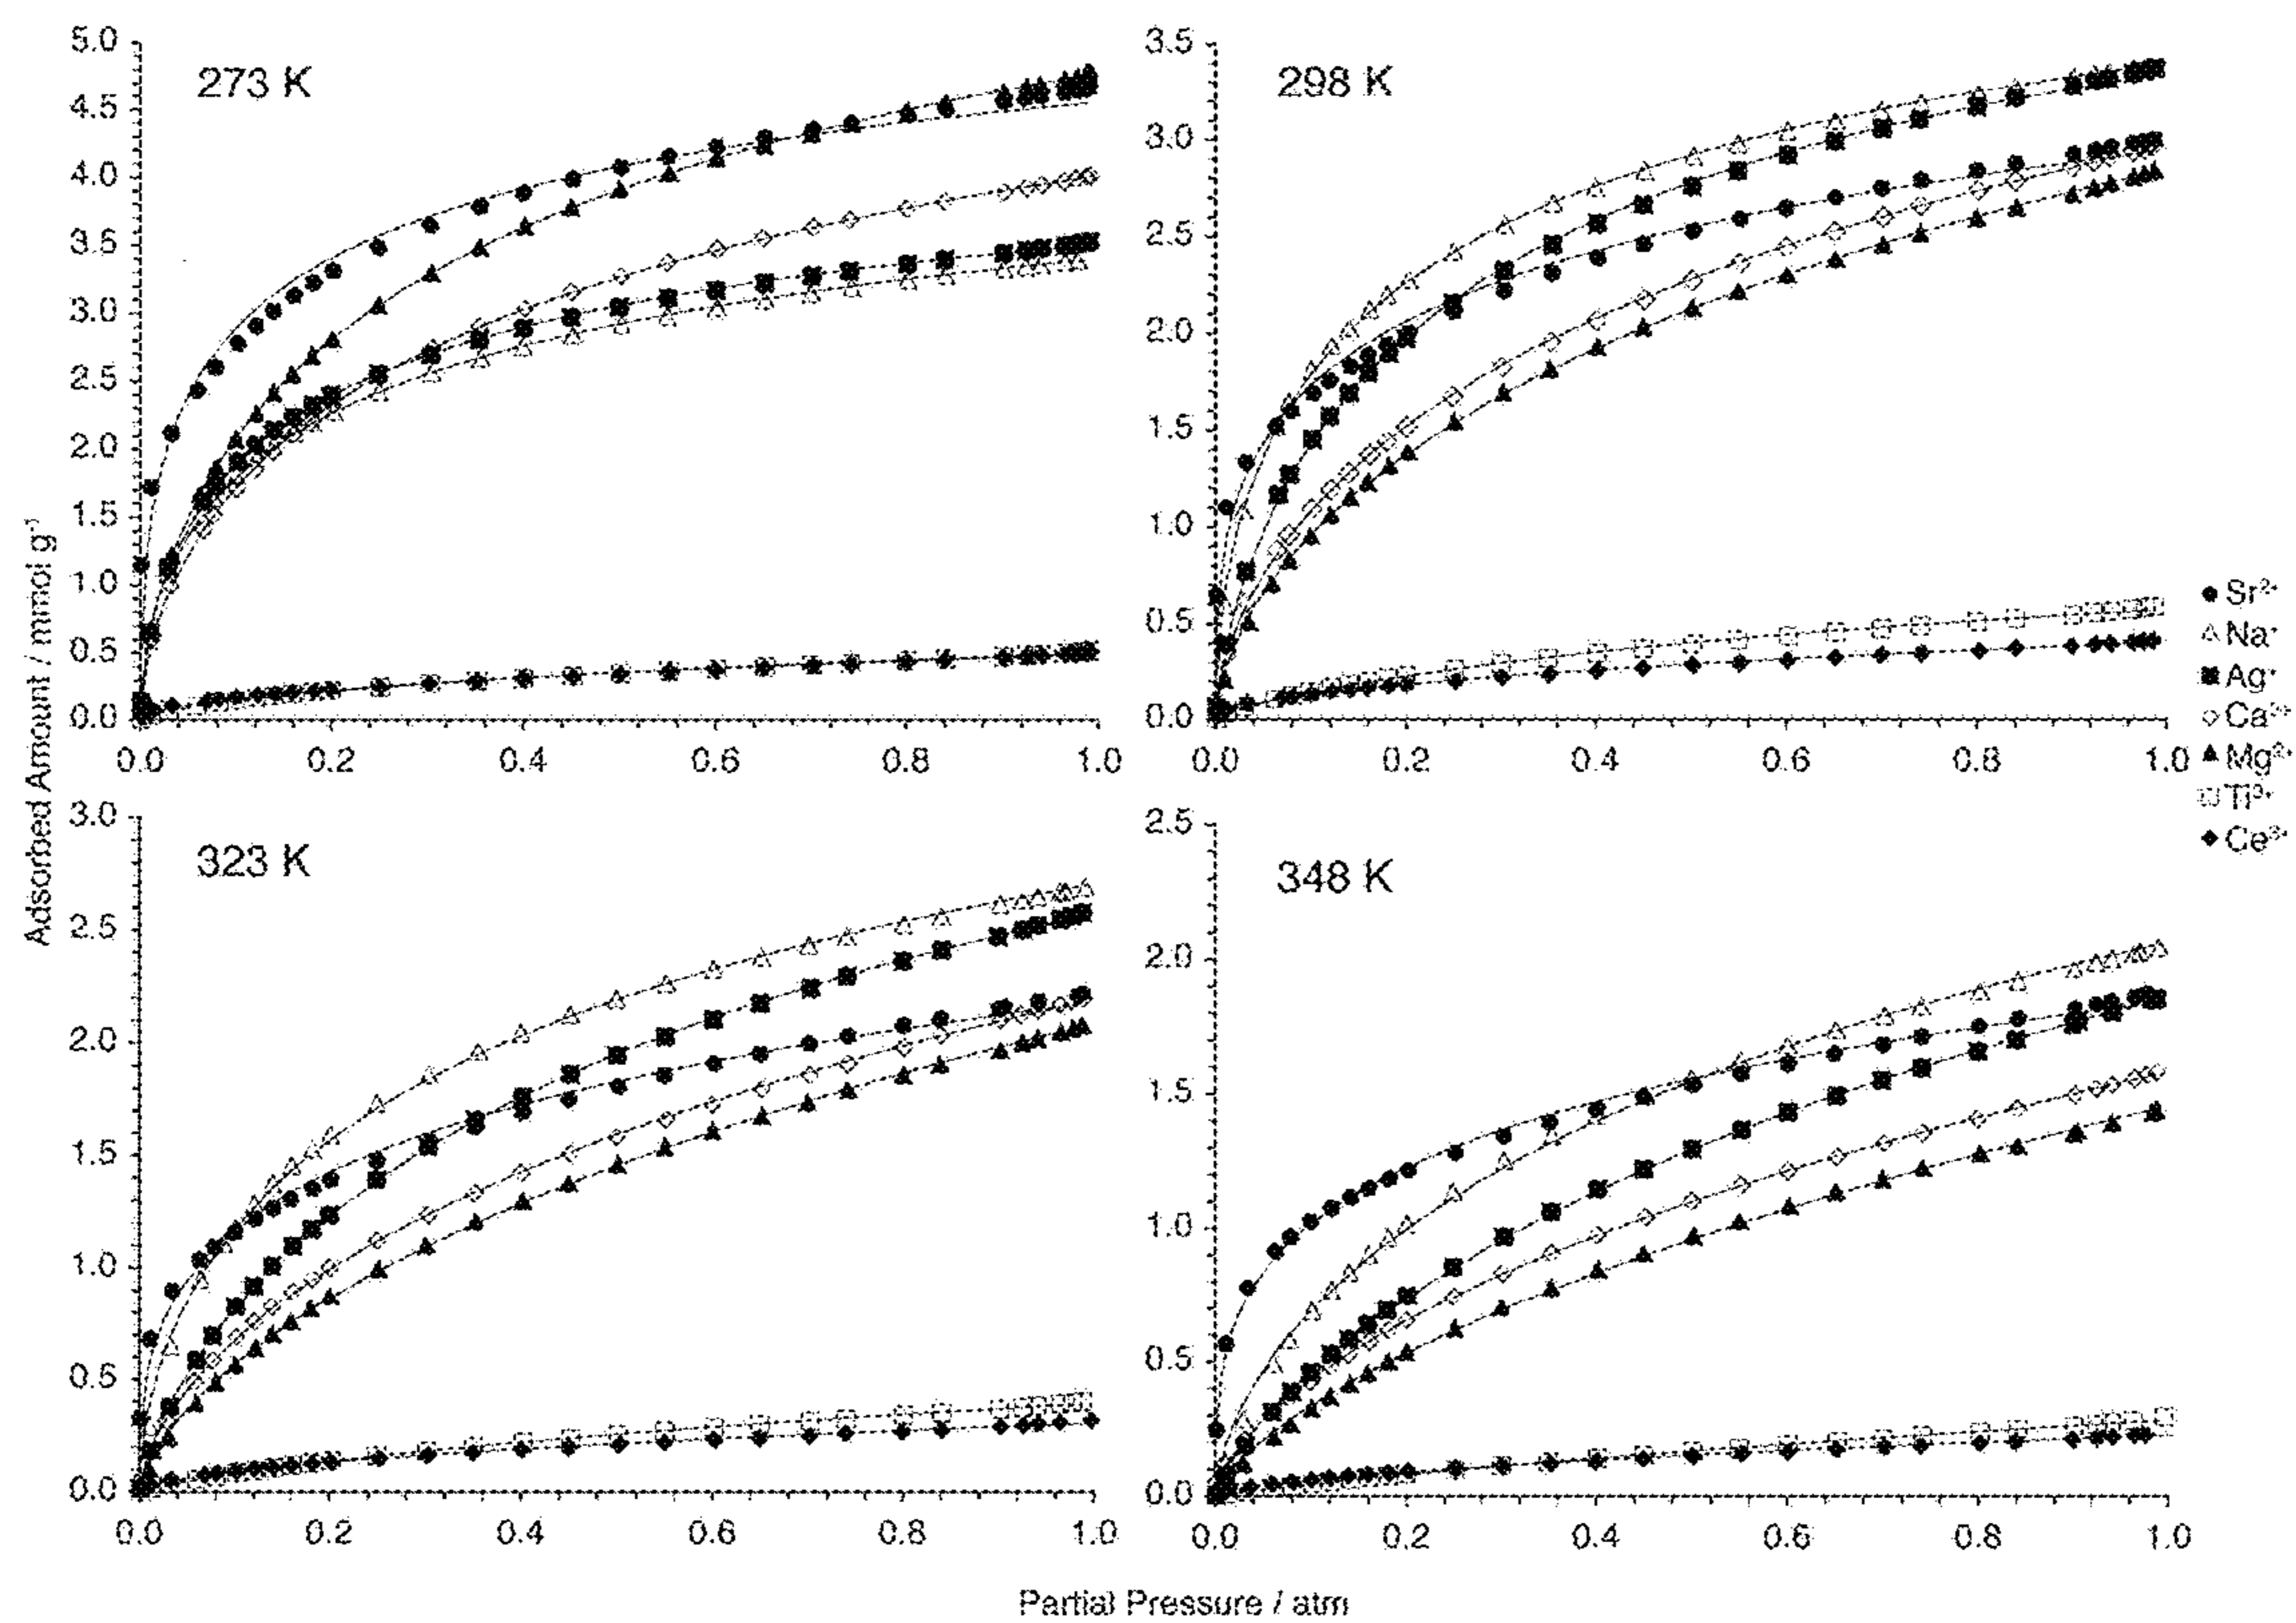 273 K
5.0
4.5
4.0
3.5
3.0
2.5
2.0
1.5
1.0
0.5
0.0
0.0 0.2 0.4 0.6 0.8 1.0
298 K
3.5
3.0
2.5
2.0
1.5
1.0
0.5
0.0
0.0 0.2 0.4 0.6 0.8 1.0
Sr²⁺
Na⁺
Ag⁺
Ca²⁺
Mg²⁺
Ti³⁺
Ce³⁺
Adsorbed Amount / mmol g⁻¹
323 K
3.0
2.5
2.0
1.5
1.0
0.5
0.0
0.0 0.2 0.4 0.6 0.8 1.0
348 K
2.5
2.0
1.5
1.0
0.5
0.0
0.0 0.2 0.4 0.6 0.8 1.0
Partial Pressure / atm